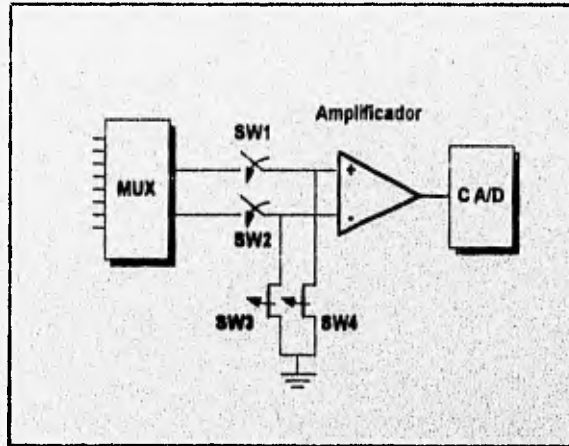 Amplificador
SW1
+
MUX
C A/D
-
SW2
SW3
SW4